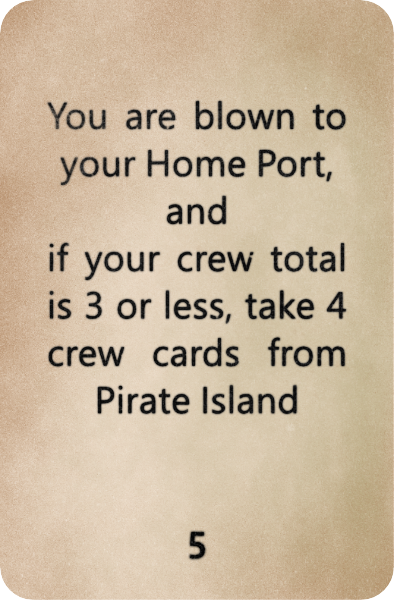 You are blown to
your Home Port,
and
if your crew total
is 3 or less, take 4
crew cards from
Pirate Island
5